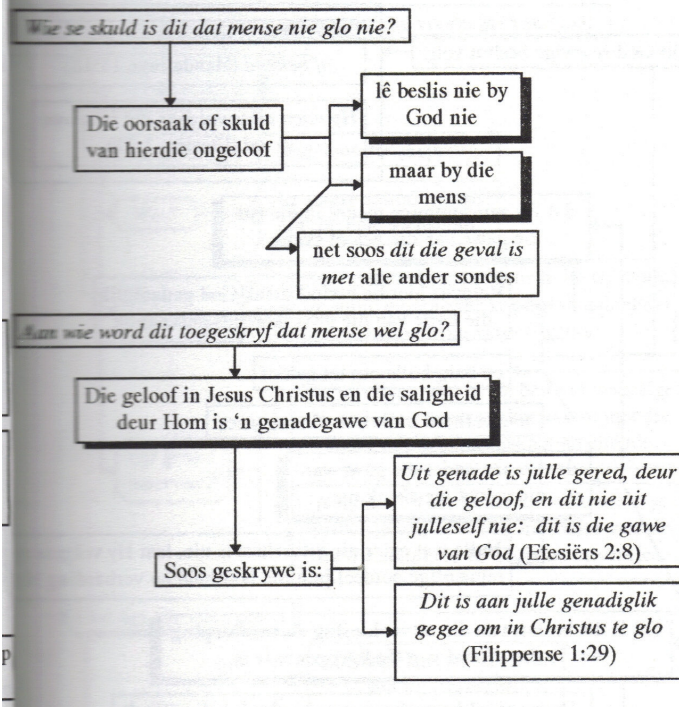 Wie se skuld is dit dat mense nie glo nie?
Die oorsaak of skuld
van hierdie ongeloof
lê beslis nie by
God nie
maar by die
mens
net soos dit die geval is
met alle ander sondes
Aan wie word dit toegeskryf dat mense wel glo?
Die geloof in Jesus Christus en die saligheid
deur Hom is ‘n genadegawe van God
Soos geskrywe is:
Uit genade is julle gered, deur
die geloof, en dit nie uit
julleself nie: dit is die gawe
van God (Efesiërs 2:8)
Dit is aan julle genadiglik
gegee om in Christus te glo
(Filippense 1:29)